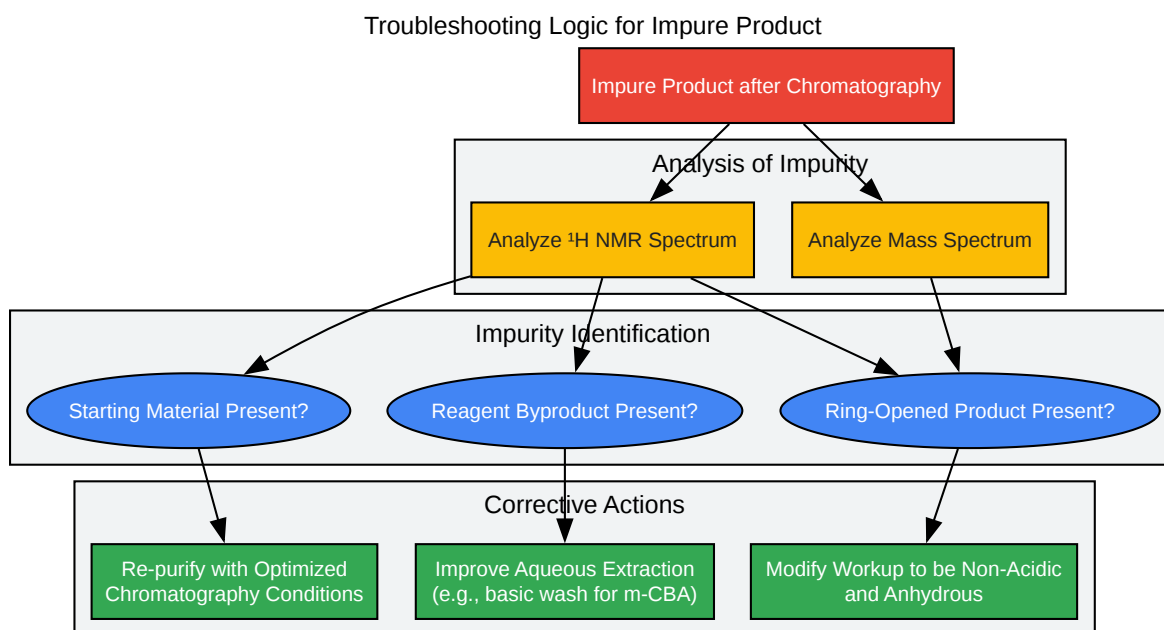 Troubleshooting Logic for Impure Product
Impure Product after Chromatography
Analysis of Impurity
Analyze ¹H NMR Spectrum
Analyze Mass Spectrum
Impurity Identification
Starting Material Present?
Reagent Byproduct Present?
Ring-Opened Product Present?
Corrective Actions
Re-purify with Optimized
Chromatography Conditions
Improve Aqueous Extraction
(e.g., basic wash for m-CBA)
Modify Workup to be Non-Acidic
and Anhydrous